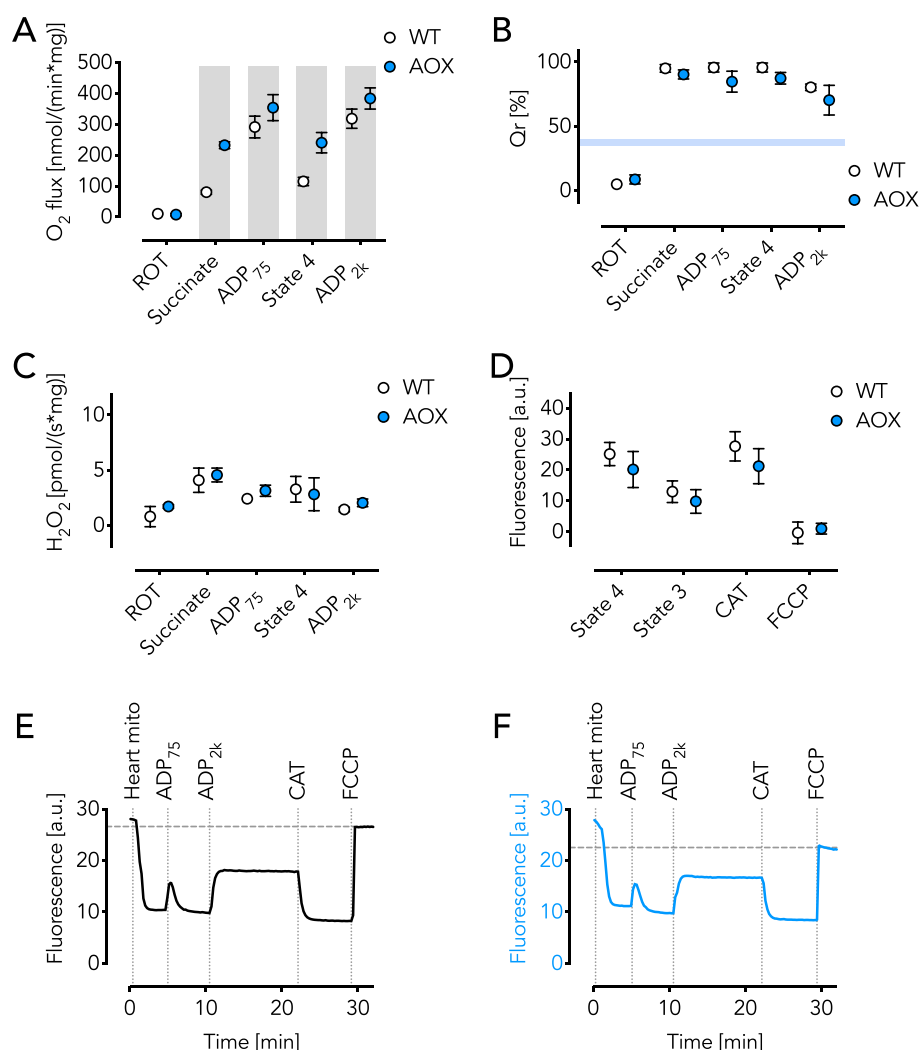 A
WT
AOX
O₂ flux [nmol/(min*mg)]
500
400
300
200
100
0
ROT
Succinate
ADP₇₅
State 4
ADP₂ₖ
B
Qr [%]
100
50
0
WT
AOX
ROT
Succinate
ADP₇₅
State 4
ADP₂ₖ
C
WT
AOX
H₂O₂ [pmol/(s*mg)]
10
5
0
ROT
Succinate
ADP₇₅
State 4
ADP₂ₖ
D
WT
AOX
Fluorescence [a.u.]
40
30
20
10
0
State 4
State 3
CAT
FCCP
E
Heart mito
ADP₇₅
ADP₂ₖ
CAT
FCCP
Fluorescence [a.u.]
30
20
10
0
0 10 20 30
Time [min]
F
Heart mito
ADP₇₅
ADP₂ₖ
CAT
FCCP
Fluorescence [a.u.]
30
20
10
0
0 10 20 30
Time [min]